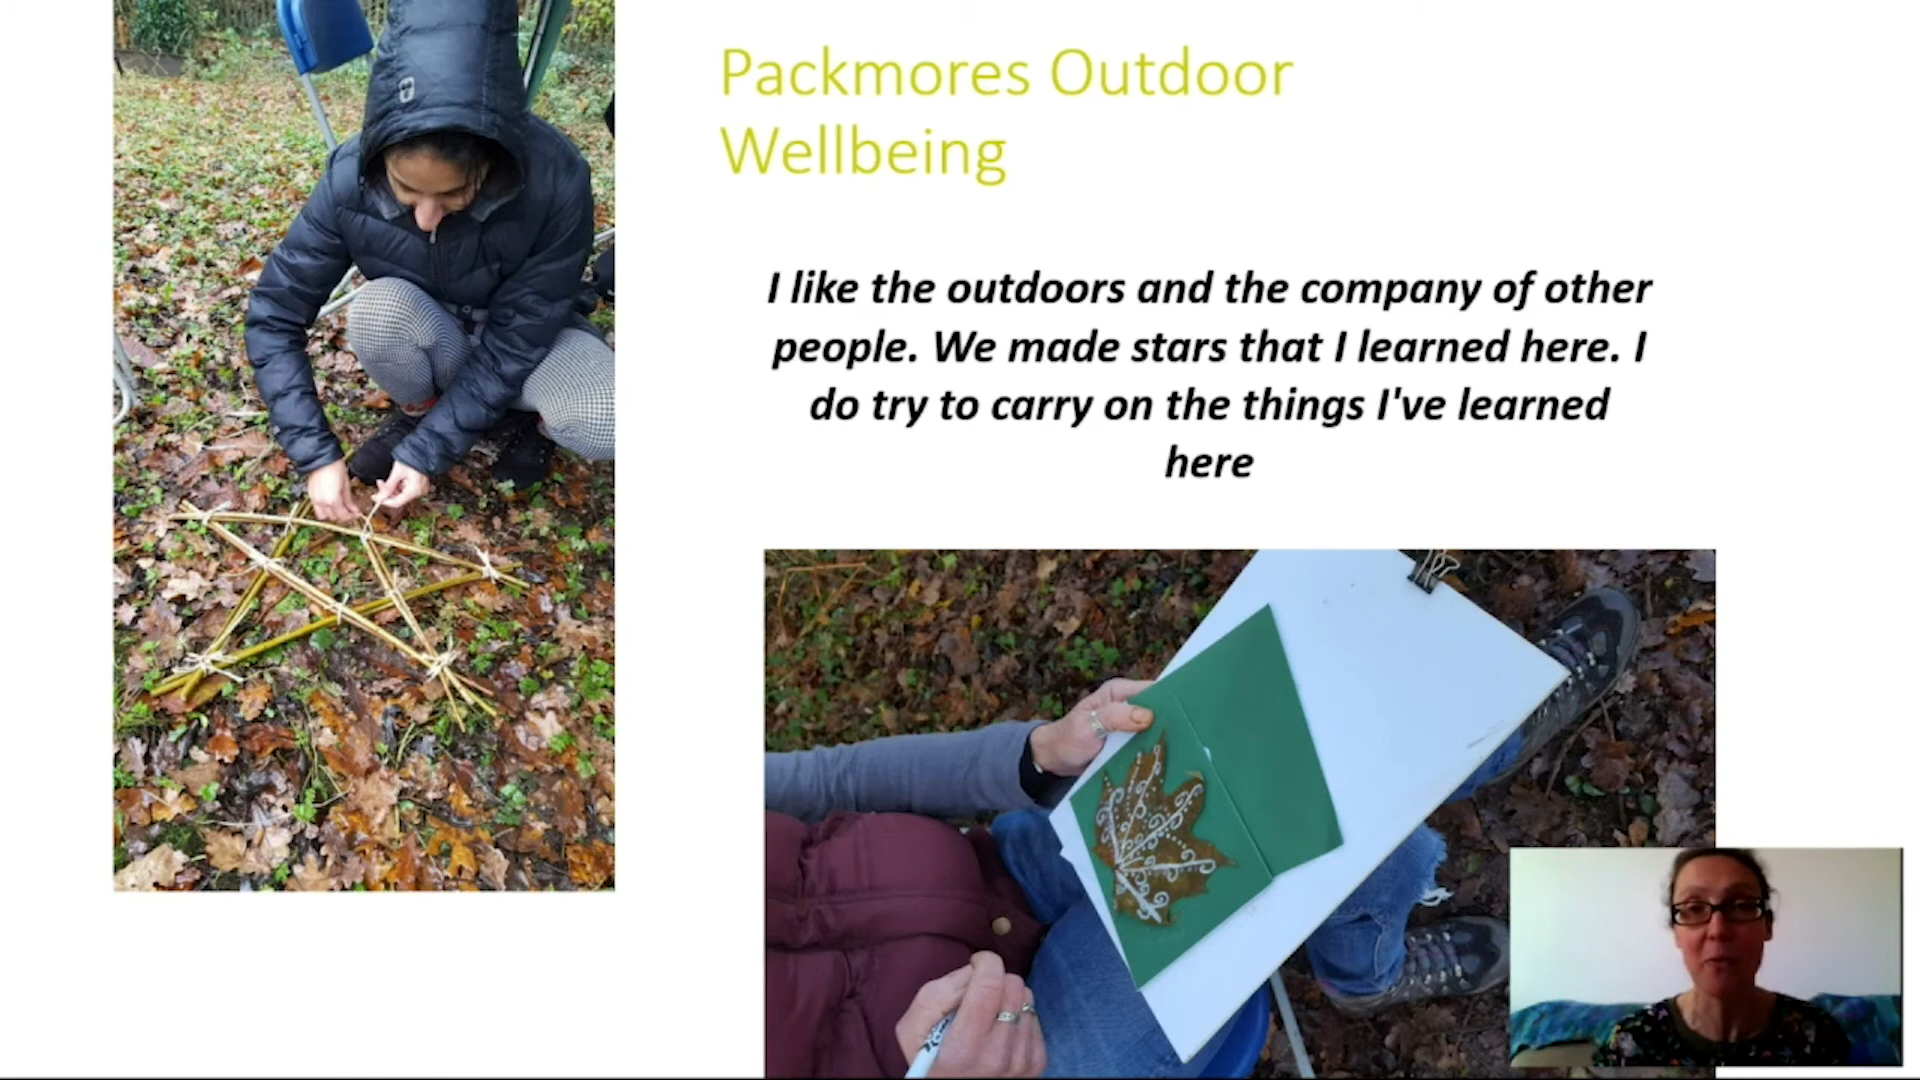 Packmores Outdoor
Wellbeing
I like the outdoors and the company of other
people. We made stars that I learned here. I
do try to carry on the things I've learned
here